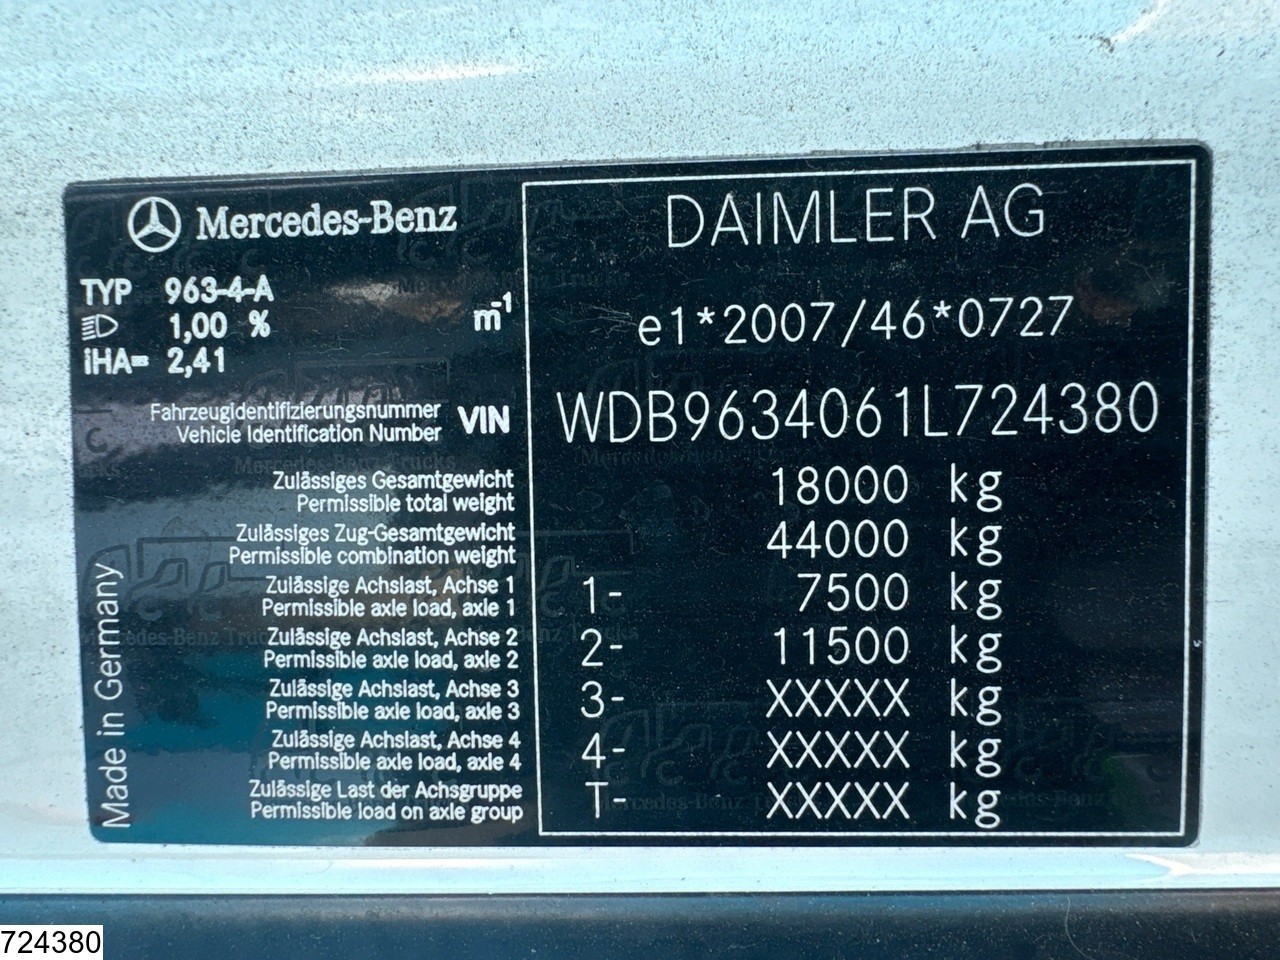 Mercedes-Benz
TYP 963-4-A
1,00 %
m-1
iHA= 2,41
DAIMLER AG
e1*2007/46*0727
Fahrzeugidentifizierungsnummer
Vehicle Identification Number
VIN WDB9634061L724380
Zulässiges Gesamtgewicht
Permissible total weight
18000 kg
Zulässiges Zug-Gesamtgewicht
Permissible combination weight
44000 kg
Zulässige Achslast, Achse 1
Permissible axle load, axle 1
1- 7500 kg
Zulässige Achslast, Achse 2
Permissible axle load, axle 2
2- 11500 kg
Zulässige Achslast, Achse 3
Permissible axle load, axle 3
3- XXXXX kg
Zulässige Achslast, Achse 4
Permissible axle load, axle 4
4- XXXXX kg
Zulässige Last der Achsgruppe
Permissible load on axle group
T- XXXXX kg
Made in Germany
724380